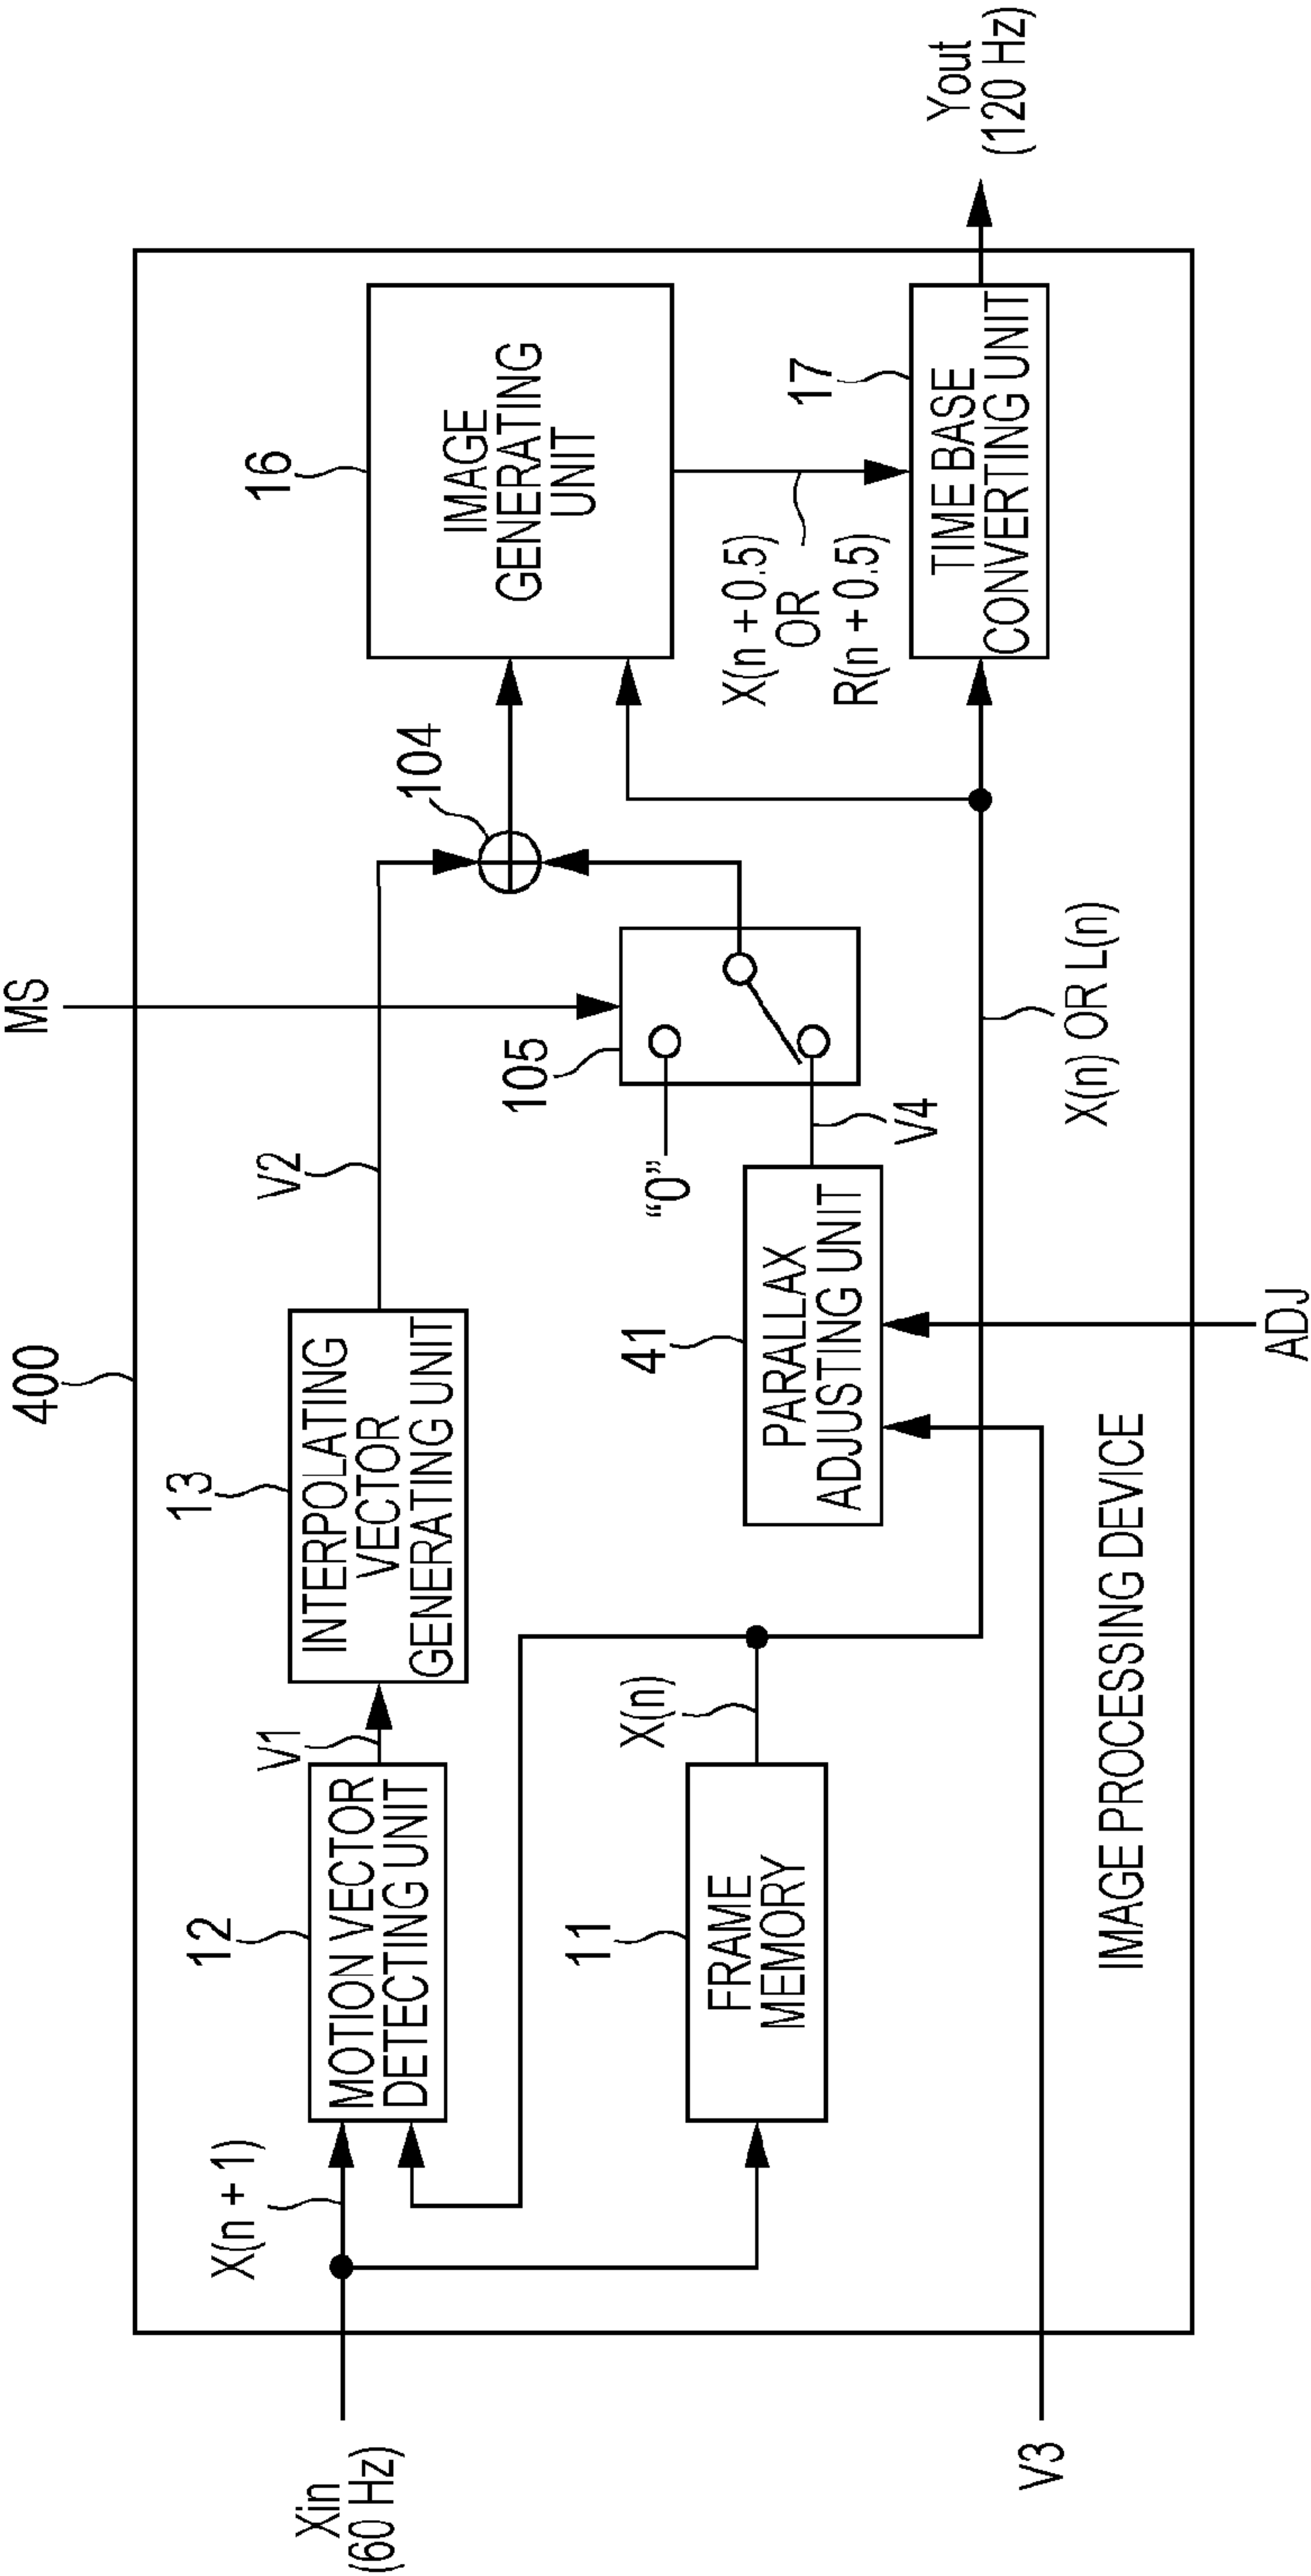 400
MS
16
IMAGE
GENERATING
UNIT
104
V2
13
INTERPOLATING
VECTOR
GENERATING UNIT
V1
12
MOTION VECTOR
DETECTING UNIT
X(n + 1)
Xin
(60 Hz)
105
"0"
V4
41
PARALLAX
ADJUSTING UNIT
X(n)
11
FRAME
MEMORY
X(n + 0.5)
OR
R(n + 0.5)
17
TIME BASE
CONVERTING UNIT
Yout
(120 Hz)
X(n) OR L(n)
IMAGE PROCESSING DEVICE
V3
ADJ